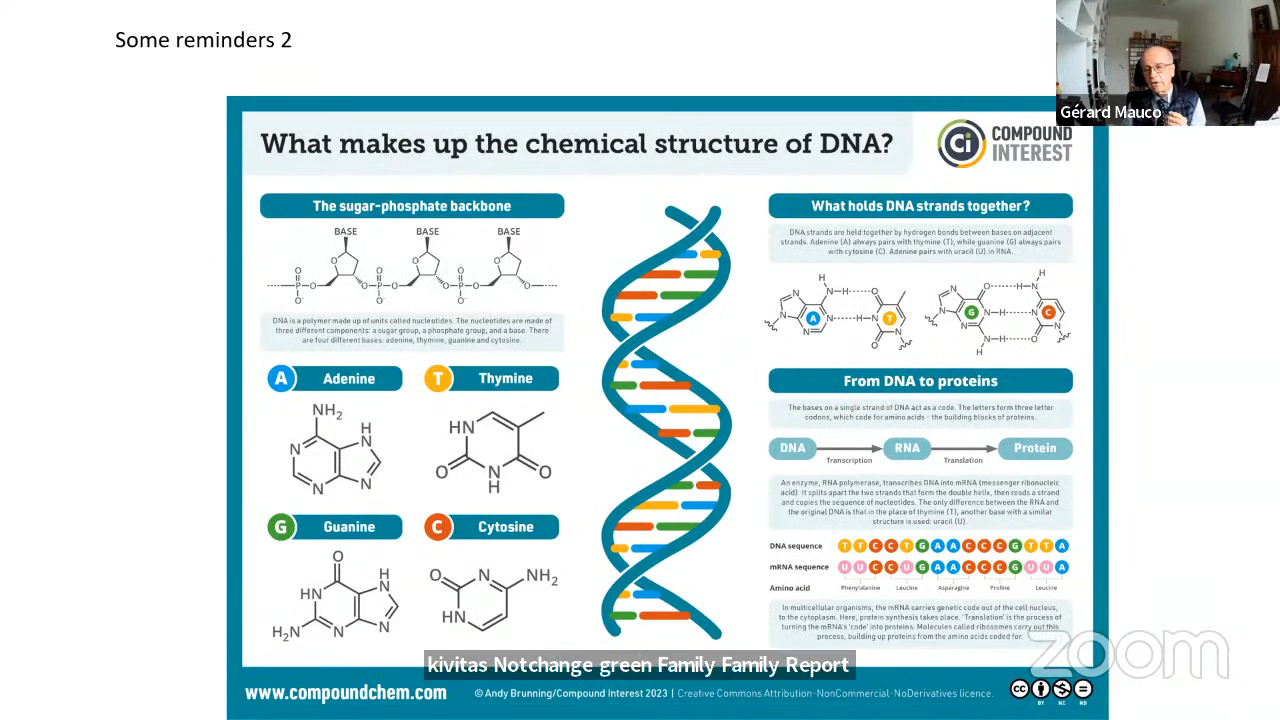 Some reminders 2
Gérard Mauco
What makes up the chemical structure of DNA?
Ci
COMPOUND
INTEREST
The sugar-phosphate backbone
BASE BASE BASE
DNA is a polymer made up of units called nucleotides. The nucleotides are made of
three different components: a sugar group, a phosphate group, and a base. There
are four different bases: adenine, thymine, guanine and cytosine.
A Adenine
T Thymine
G Guanine
C Cytosine
What holds DNA strands together?
DNA strands are held together by hydrogen bonds between bases on adjacent
strands. Adenine (A) always pairs with thymine (T), while guanine (G) always pairs
with cytosine (C). Adenine pairs with uracil (U) in RNA.
A T G C
From DNA to proteins
The bases on a single strand of DNA act as a code. The letters form three letter
codons, which code for amino acids - the building blocks of proteins.
DNA Transcription RNA Translation Protein
An enzyme, RNA polymerase, transcribes DNA into mRNA (messenger ribonucleic
acid). It splits apart the two strands that form the double helix, then reads a strand
and copies the sequence of nucleotides. The only difference between the RNA and
the original DNA is that in the place of thymine (T), another base with a similar
structure is used: uracil (U).
DNA sequence T T C C T G A A C C C G T T A
mRNA sequence U U C C U G A A C C C G U U A
Amino acid Phenylalanine Leucine Asparagine Proline Leucine
In multicellular organisms, the mRNA carries genetic code out of the cell nucleus,
to the cytoplasm. Here, protein synthesis takes place. 'Translation' is the process of
turning the mRNA's 'code' into proteins. Molecules called ribosomes carry out this
process, building up proteins from the amino acids coded for.
zoom
kivitas Notchange green Family Family Report
www.compoundchem.com
© Andy Brunning/Compound Interest 2023 | Creative Commons Attribution-NonCommercial-NoDerivatives licence.
CC BY NC ND